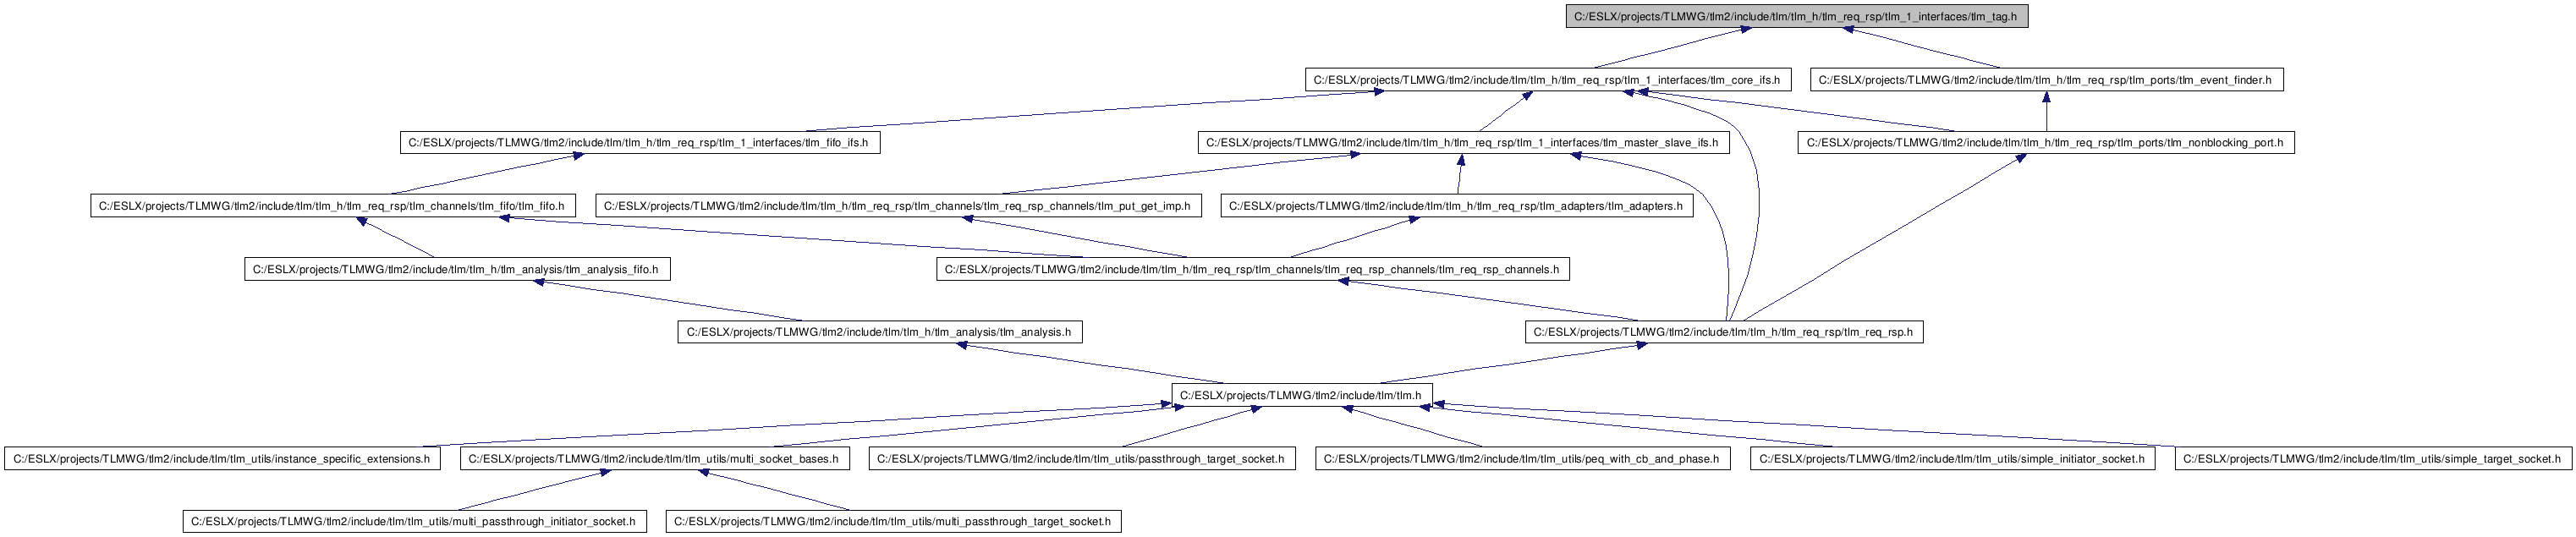 C:/ESLX/projects/TLMWG/tlm2/include/tlm/tlm_h/tlm_req_rsp/tlm_1_interfaces/tlm_tag.h
C:/ESLX/projects/TLMWG/tlm2/include/tlm/tlm_h/tlm_req_rsp/tlm_1_interfaces/tlm_core_ifs.h
C:/ESLX/projects/TLMWG/tlm2/include/tlm/tlm_h/tlm_req_rsp/tlm_ports/tlm_event_finder.h
C:/ESLX/projects/TLMWG/tlm2/include/tlm/tlm_h/tlm_req_rsp/tlm_1_interfaces/tlm_fifo_ifs.h
C:/ESLX/projects/TLMWG/tlm2/include/tlm/tlm_h/tlm_req_rsp/tlm_1_interfaces/tlm_master_slave_ifs.h
C:/ESLX/projects/TLMWG/tlm2/include/tlm/tlm_h/tlm_req_rsp/tlm_ports/tlm_nonblocking_port.h
C:/ESLX/projects/TLMWG/tlm2/include/tlm/tlm_h/tlm_req_rsp/tlm_channels/tlm_fifo/tlm_fifo.h
C:/ESLX/projects/TLMWG/tlm2/include/tlm/tlm_h/tlm_req_rsp/tlm_channels/tlm_req_rsp_channels/tlm_put_get_imp.h
C:/ESLX/projects/TLMWG/tlm2/include/tlm/tlm_h/tlm_req_rsp/tlm_adapters/tlm_adapters.h
C:/ESLX/projects/TLMWG/tlm2/include/tlm/tlm_h/tlm_analysis/tlm_analysis_fifo.h
C:/ESLX/projects/TLMWG/tlm2/include/tlm/tlm_h/tlm_req_rsp/tlm_channels/tlm_req_rsp_channels/tlm_req_rsp_channels.h
C:/ESLX/projects/TLMWG/tlm2/include/tlm/tlm_h/tlm_analysis/tlm_analysis.h
C:/ESLX/projects/TLMWG/tlm2/include/tlm/tlm_h/tlm_req_rsp/tlm_req_rsp.h
C:/ESLX/projects/TLMWG/tlm2/include/tlm/tlm.h
C:/ESLX/projects/TLMWG/tlm2/include/tlm/tlm_utils/instance_specific_extensions.h
C:/ESLX/projects/TLMWG/tlm2/include/tlm/tlm_utils/multi_socket_bases.h
C:/ESLX/projects/TLMWG/tlm2/include/tlm/tlm_utils/passthrough_target_socket.h
C:/ESLX/projects/TLMWG/tlm2/include/tlm/tlm_utils/peq_with_cb_and_phase.h
C:/ESLX/projects/TLMWG/tlm2/include/tlm/tlm_utils/simple_initiator_socket.h
C:/ESLX/projects/TLMWG/tlm2/include/tlm/tlm_utils/simple_target_socket.h
C:/ESLX/projects/TLMWG/tlm2/include/tlm/tlm_utils/multi_passthrough_initiator_socket.h
C:/ESLX/projects/TLMWG/tlm2/include/tlm/tlm_utils/multi_passthrough_target_socket.h